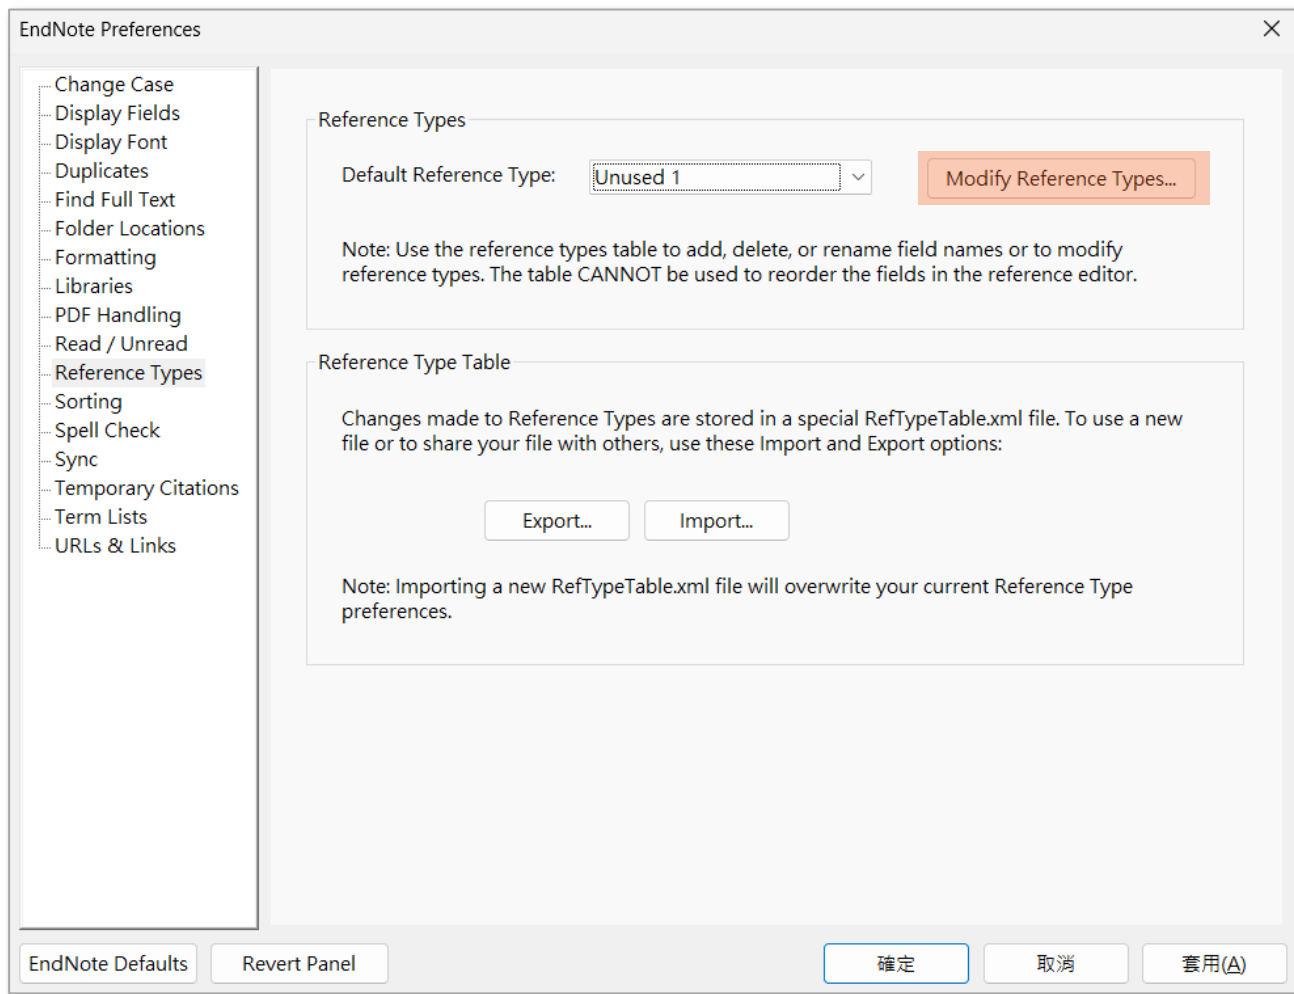 EndNote Preferences
Change Case
Display Fields
Display Font
Duplicates
Find Full Text
Folder Locations
Formatting
Libraries
PDF Handling
Read / Unread
Reference Types
Sorting
Spell Check
Sync
Temporary Citations
Term Lists
URLs & Links
Reference Types
Default Reference Type:
Unused 1
Modify Reference Types...
Note: Use the reference types table to add, delete, or rename field names or to modify
reference types. The table CANNOT be used to reorder the fields in the reference editor.
Reference Type Table
Changes made to Reference Types are stored in a special RefTypeTable.xml file. To use a new
file or to share your file with others, use these Import and Export options:
Export...
Import...
Note: Importing a new RefTypeTable.xml file will overwrite your current Reference Type
preferences.
EndNote Defaults
Revert Panel
確定
取消
套用(A)